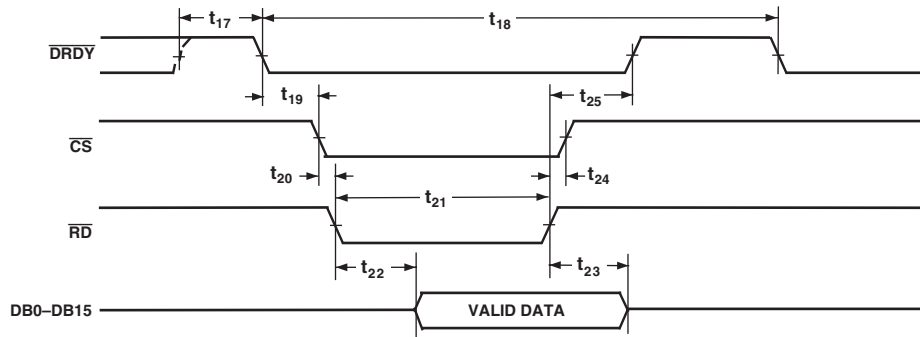 t17
t18
DRDY
t19
t25
CS
t20
t24
t21
RD
t22
t23
DB0–DB15
VALID DATA